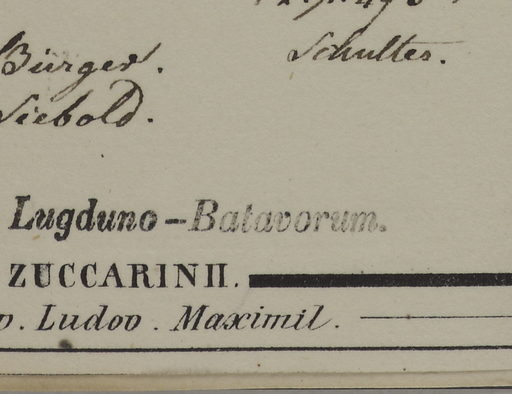 Schultes.
Bürger.
Siebold.
Lugduno-Batavorum.
ZUCCARINII.
Ludov. Maximil.